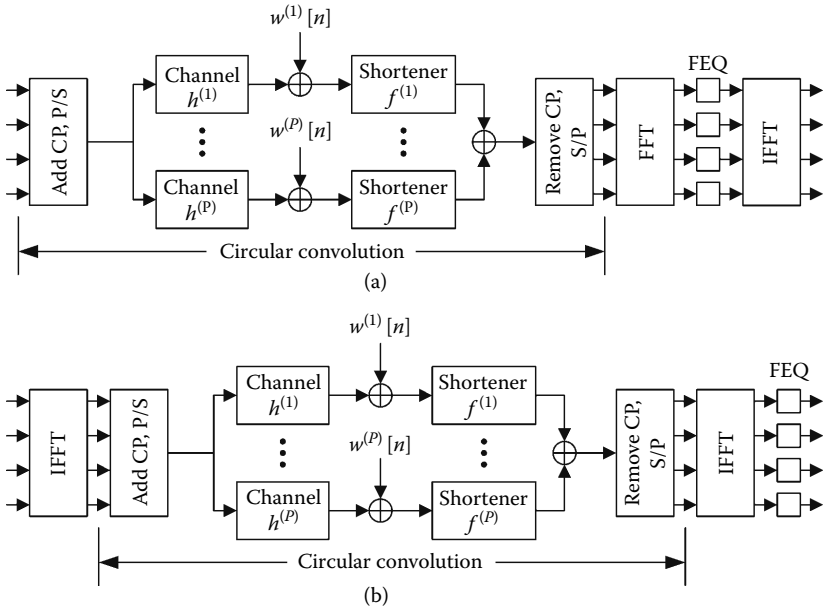 w(1) [n]
Add CP, P/S
Channel
h(1)
Shortener
f(1)
w(P) [n]
Channel
h(P)
Shortener
f(P)
Remove CP,
S/P
FFT
FEQ
IFFT
Circular convolution
(a)
w(1) [n]
IFFT
Add CP, P/S
Channel
h(1)
Shortener
f(1)
w(P) [n]
Channel
h(P)
Shortener
f(P)
Remove CP,
S/P
IFFT
FEQ
Circular convolution
(b)